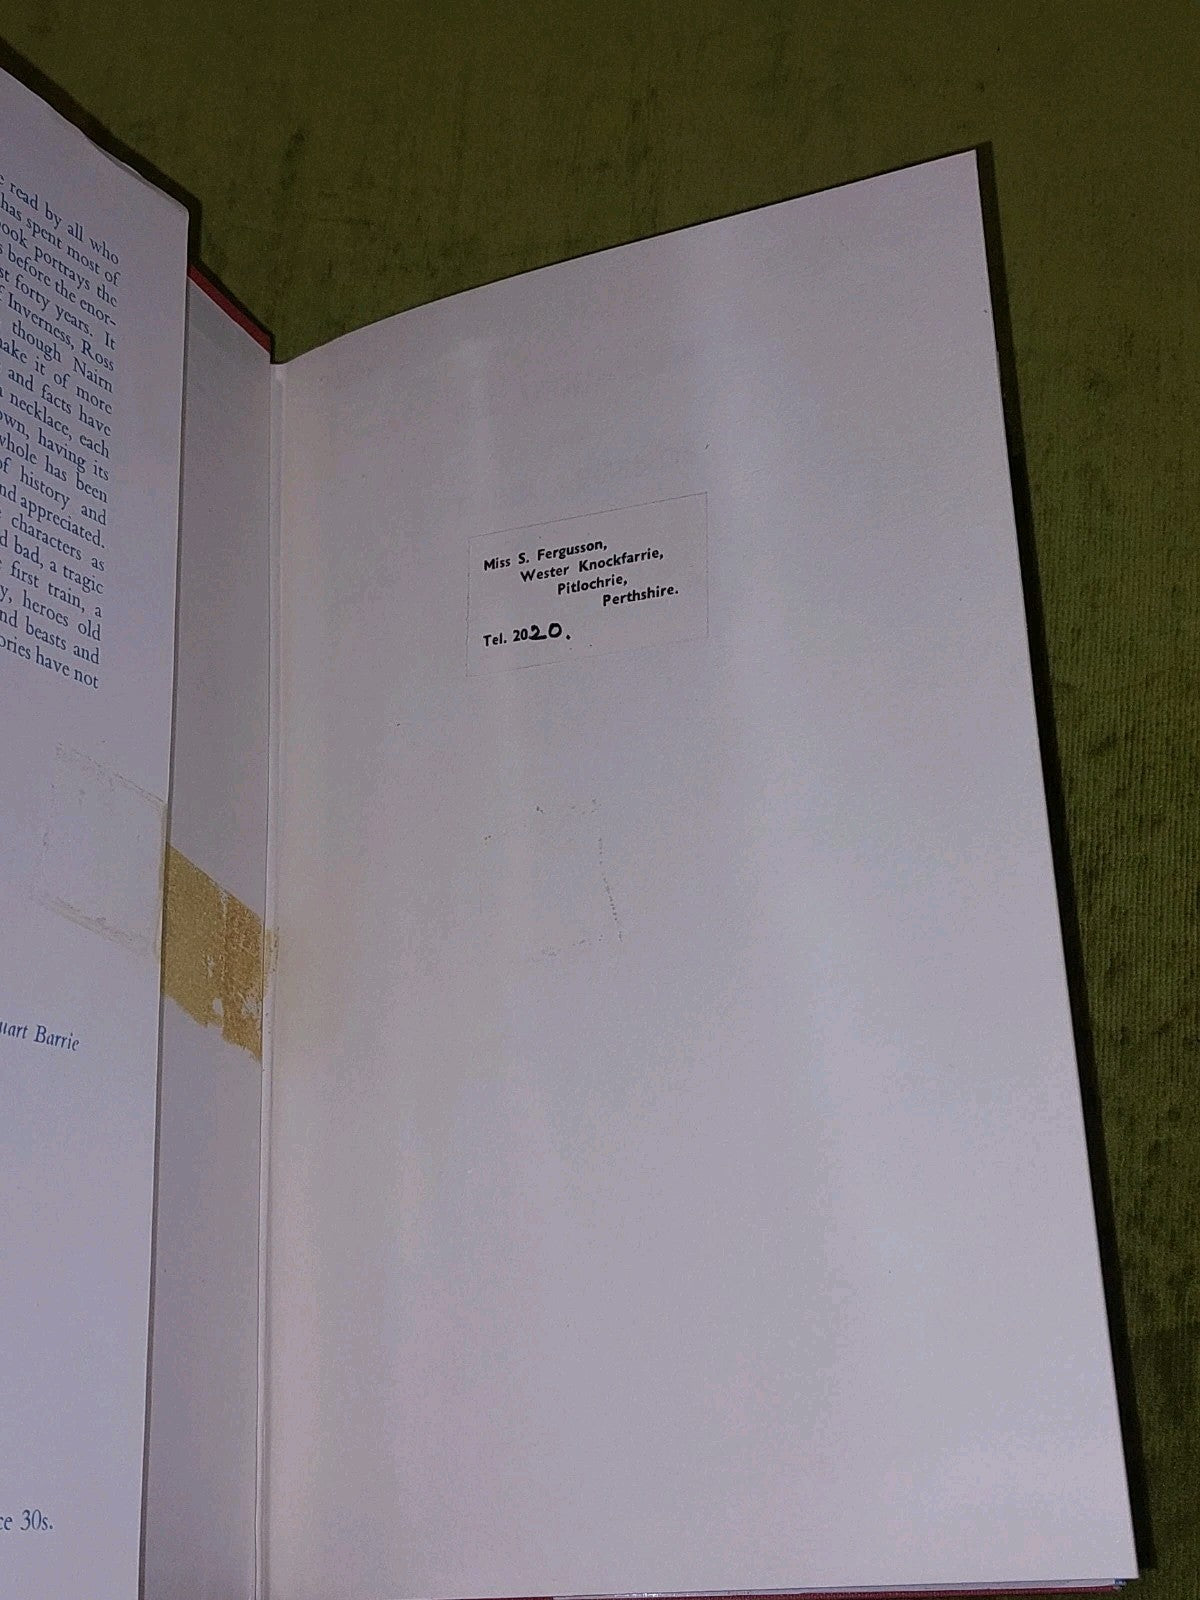 read by all who
has spent most of
ook portrays the
before the enor-
st forty years. It
f Inverness, Ross
though Nairn
ake it of more
and facts have
necklace, each
own, having its
whole has been
of history and
nd appreciated.
characters as
d bad, a tragic
first train, a
y, heroes old
nd beasts and
ories have not
uart Barrie
ce 30s.
Miss S. Fergusson,
Wester Knockfarrie,
Pitlochrie,
Perthshire.
Tel. 2020.